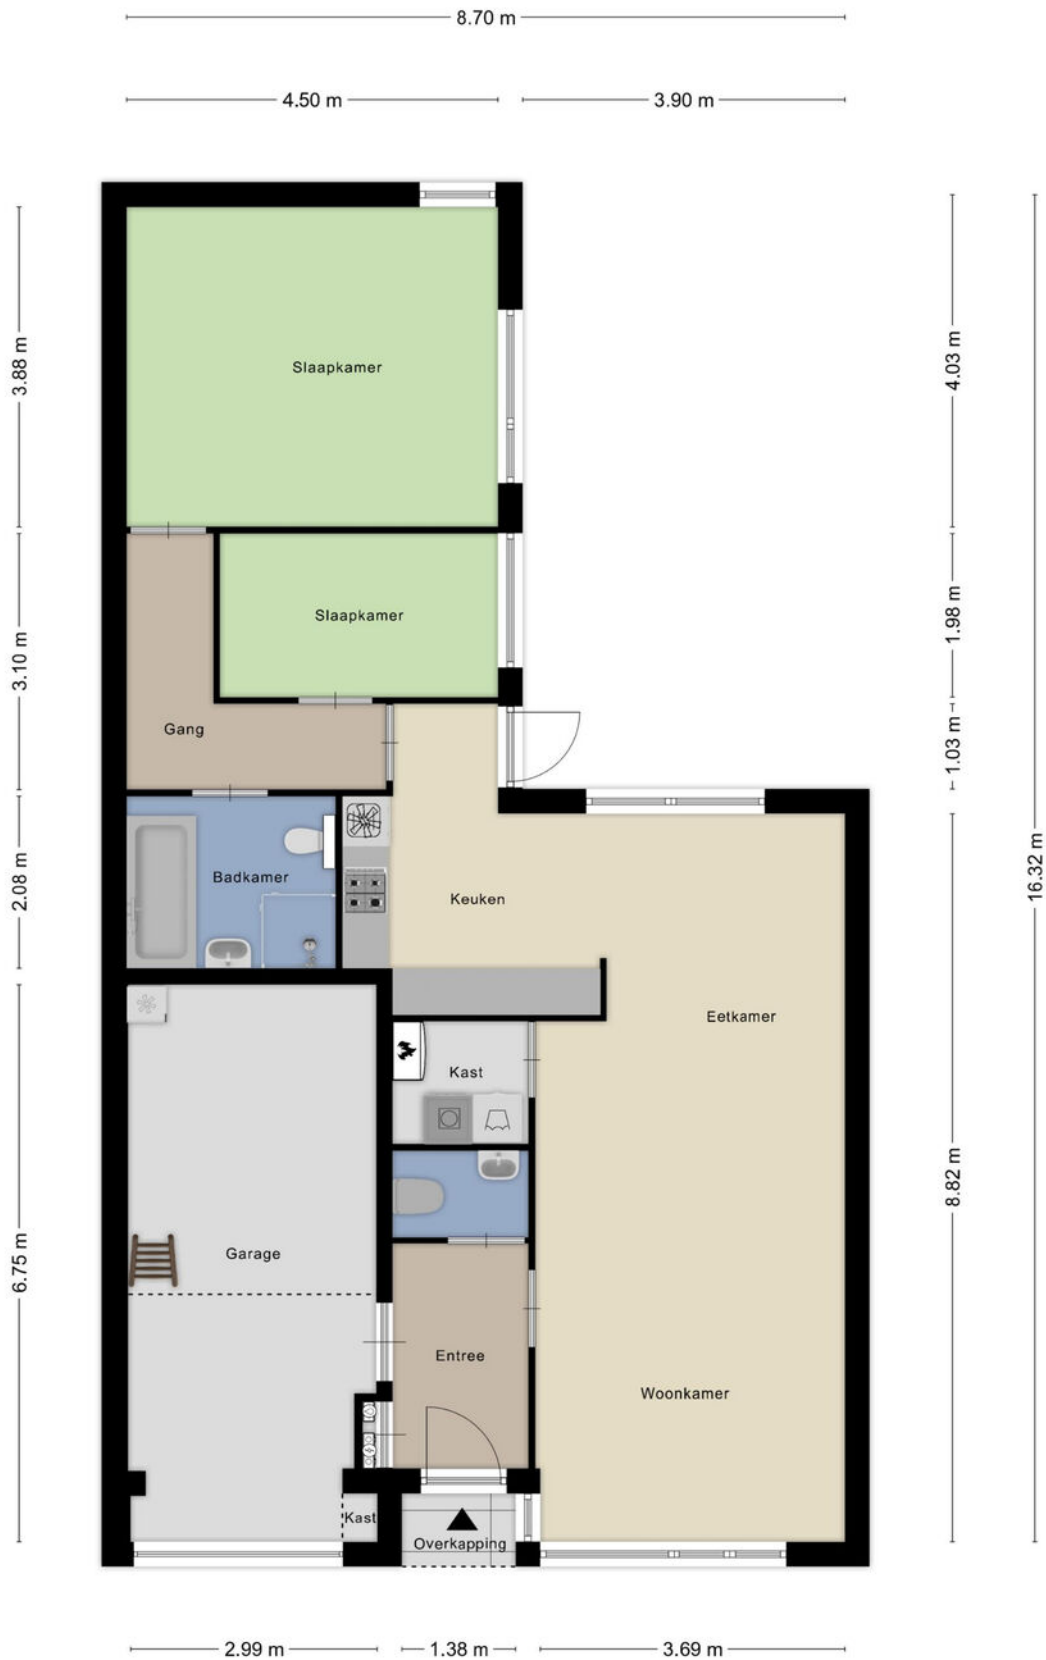 8.70 m
4.50 m
3.90 m
3.88 m
4.03 m
Slaapkamer
Slaapkamer
1.98 m
3.10 m
Gang
1.03 m
16.32 m
2.08 m
Badkamer
Keuken
Eetkamer
Kast
8.82 m
6.75 m
Garage
Entree
Woonkamer
Kast
Overkapping
2.99 m
1.38 m
3.69 m